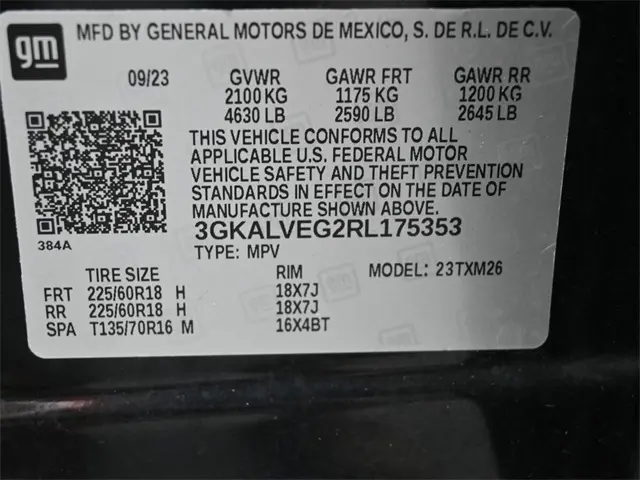 gm MFD BY GENERAL MOTORS DE MEXICO, S. DE R.L. DE C.V.
09/23 GVWR GAWR FRT GAWR RR
2100 KG 1175 KG 1200 KG
4630 LB 2590 LB 2645 LB
THIS VEHICLE CONFORMS TO ALL
APPLICABLE U.S. FEDERAL MOTOR
VEHICLE SAFETY AND THEFT PREVENTION
STANDARDS IN EFFECT ON THE DATE OF
MANUFACTURE SHOWN ABOVE.
384A
3GKALVEG2RL175353
TYPE: MPV
TIRE SIZE RIM MODEL: 23TXM26
FRT 225/60R18 H 18X7J
RR 225/60R18 H 18X7J
SPA T135/70R16 M 16X4BT